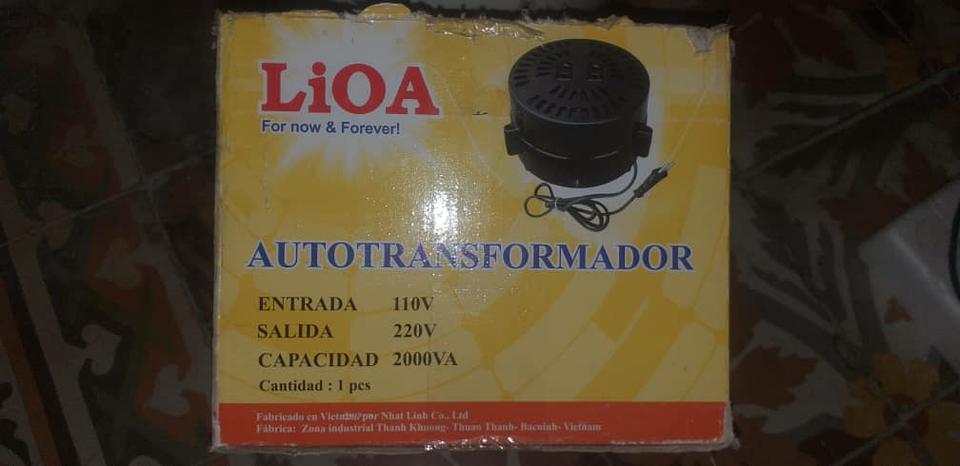 LiOA
For now & Forever!
AUTOTRANSFORMADOR
ENTRADA 110V
SALIDA 220V
CAPACIDAD 2000VA
Cantidad : 1 pcs
Fabricado en Vietnam por Nhat Linh Co., Ltd
Fábrica: Zona industrial Thanh Khuong- Thuan Thanh- Bacninh- Vietnam